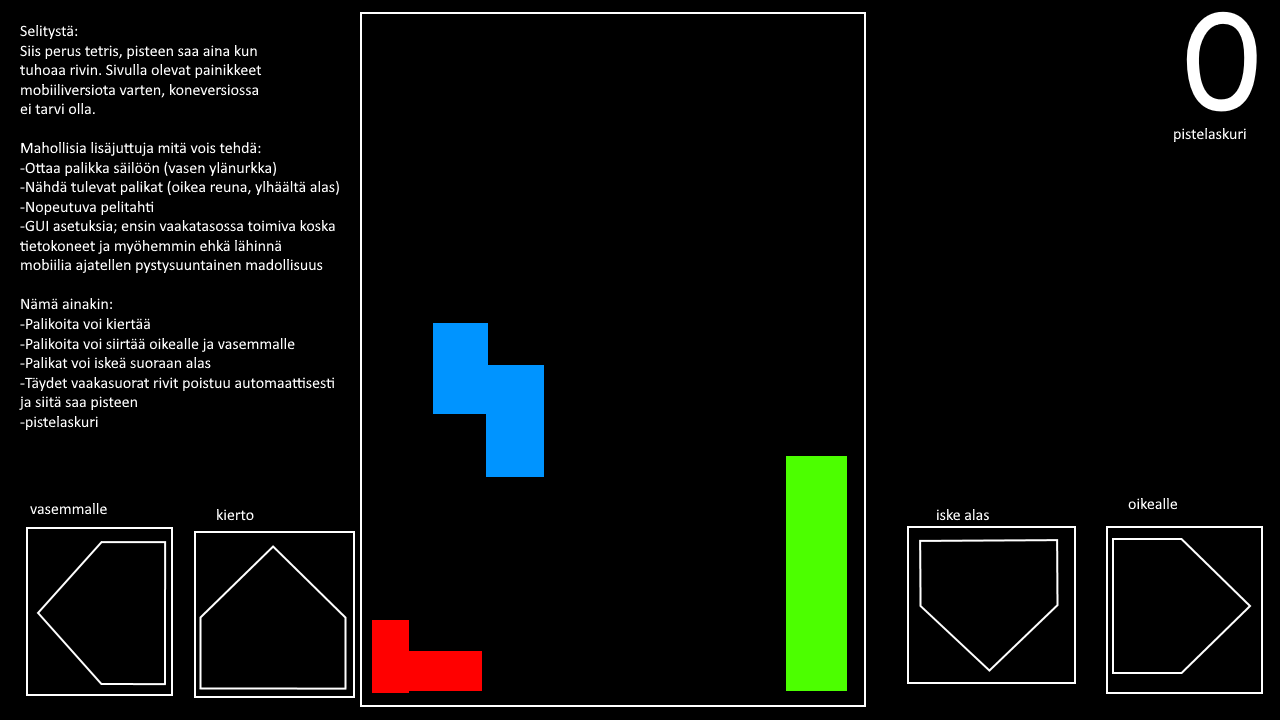 Selitystä:
Siis perus tetris, pisteen saa aina kun
tuhoaa rivin. Sivulla olevat painikkeet
mobiiliversiota varten, koneversiossa
ei tarvi olla.
Mahollisia lisäjuttuja mitä vois tehdä:
-Ottaa palikka säilöön (vasen ylänurkka)
-Nähdä tulevat palikat (oikea reuna, ylhäältä alas)
-Nopeutuva pelitahti
-GUI asetuksia; ensin vaakatasossa toimiva koska
tietokoneet ja myöhemmin ehkä lähinnä
mobiilia ajatellen pystysuuntainen madollisuus
Nämä ainakin:
-Palikoita voi kiertää
-Palikoita voi siirtää oikealle ja vasemmalle
-Palikat voi iskeä suoraan alas
-Täydet vaakasuorat rivit poistuu automaattisesti
ja siitä saa pisteen
-pistelaskuri
vasemmalle
kierto
0
pistelaskuri
iske alas
oikealle